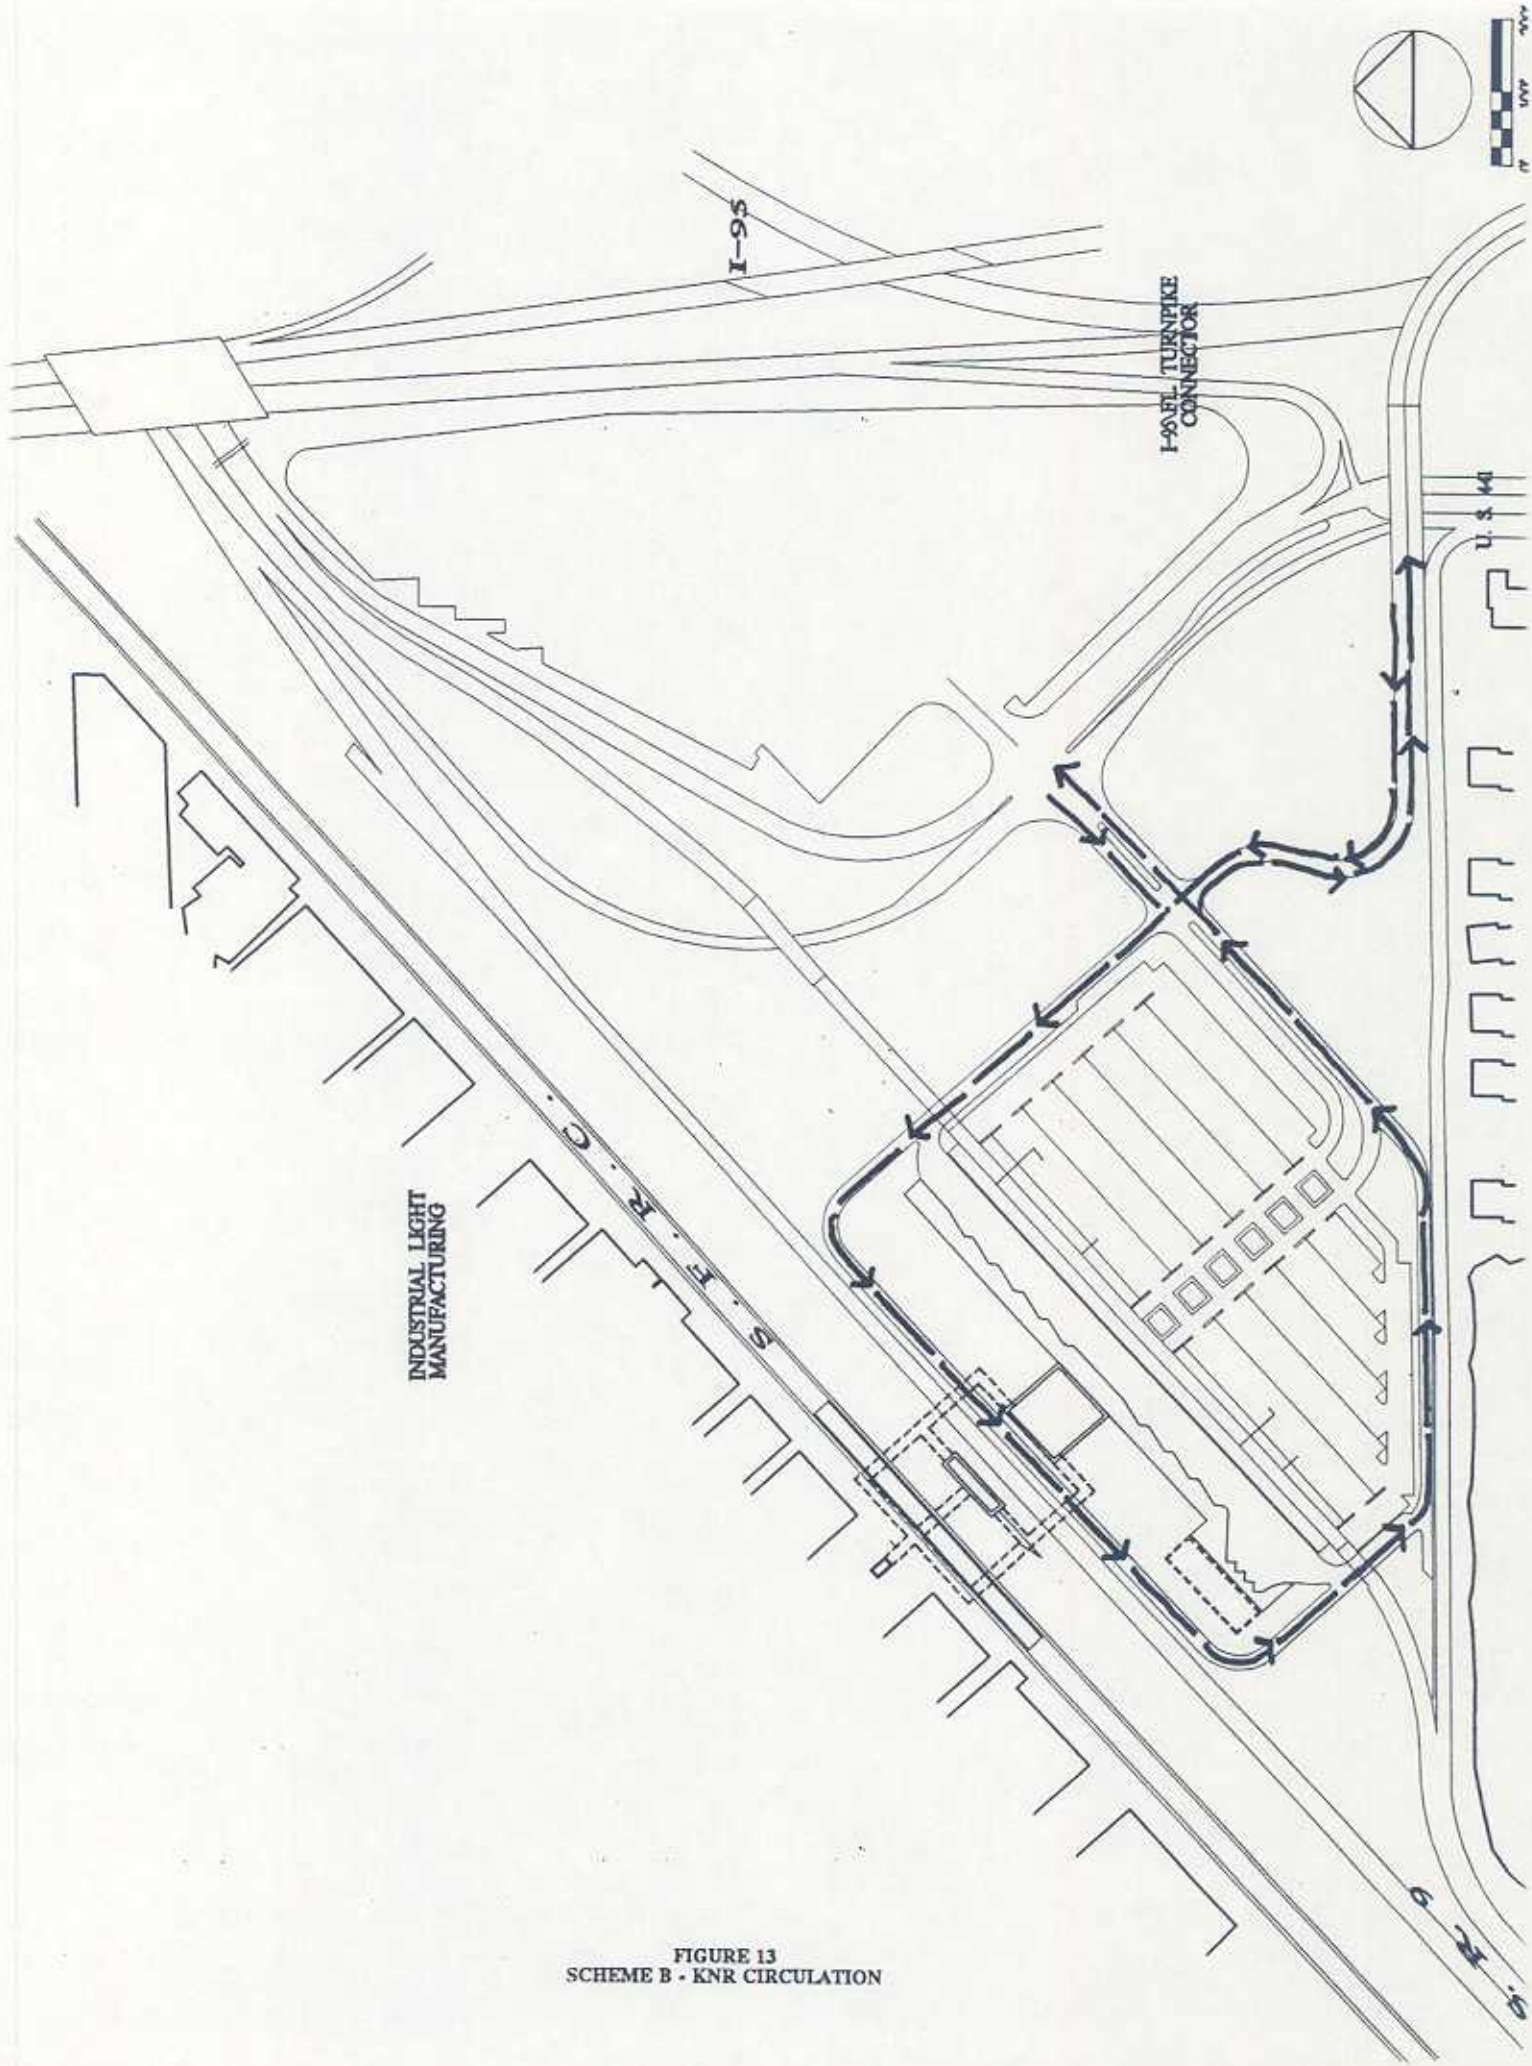 I-95
I-95\FL. TURNPIKE
CONNECTOR
U. S. 441
S . F . R . C .
INDUSTRIAL LIGHT
MANUFACTURING
S. R. 9
FIGURE 13
SCHEME B - KNR CIRCULATION